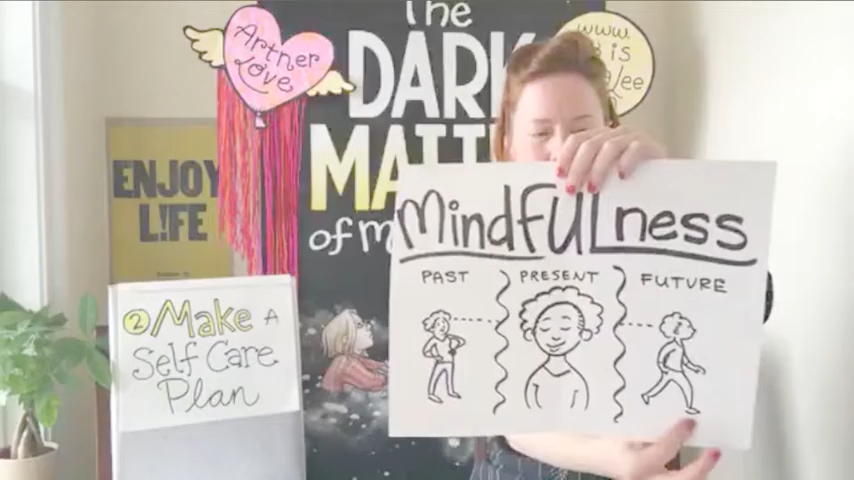 Artner
Love
The
DARK
of m
www.
is
lee
ENJOY
L!FE
MindFULness
PAST
PRESENT
FUTURE
② Make A
Self Care
Plan